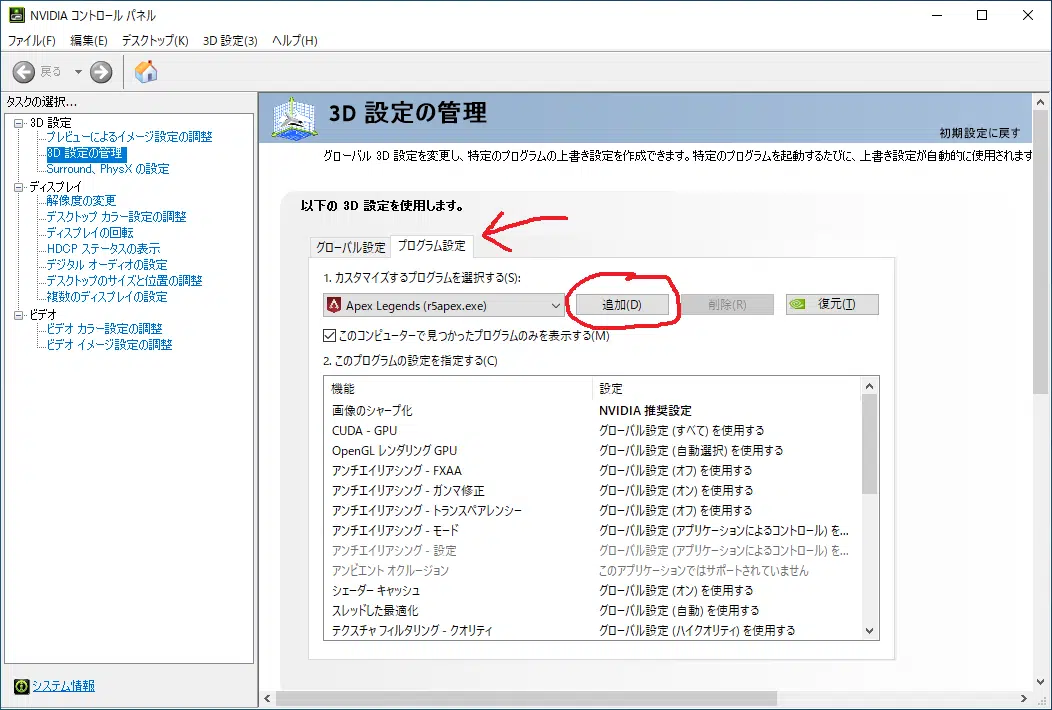 NVIDIA コントロール パネル
ファイル(F) 編集(E) デスクトップ(K) 3D 設定(3) ヘルプ(H)
戻る
タスクの選択...
3D 設定
プレビューによるイメージ設定の調整
3D 設定の管理
Surround、PhysX の設定
ディスプレイ
解像度の変更
デスクトップ カラー設定の調整
ディスプレイの回転
HDCP ステータスの表示
デジタル オーディオの設定
デスクトップのサイズと位置の調整
複数のディスプレイの設定
ビデオ
ビデオ カラー設定の調整
ビデオ イメージ設定の調整
システム情報
3D 設定の管理
初期設定に戻す
グローバル 3D 設定を変更し、特定のプログラムの上書き設定を作成できます。特定のプログラムを起動するたびに、上書き設定が自動的に使用されます
以下の 3D 設定を使用します。
グローバル設定 プログラム設定
1. カスタマイズするプログラムを選択する(S):
Apex Legends (r5apex.exe) 追加(D) 削除(R) 復元(T)
このコンピューターで見つかったプログラムのみを表示する(M)
2. このプログラムの設定を指定する(C)
機能 設定
画像のシャープ化 NVIDIA 推奨設定
CUDA - GPU グローバル設定 (すべて) を使用する
OpenGL レンダリング GPU グローバル設定 (自動選択) を使用する
アンチエイリアシング - FXAA グローバル設定 (オフ) を使用する
アンチエイリアシング - ガンマ修正 グローバル設定 (オン) を使用する
アンチエイリアシング - トランスペアレンシー グローバル設定 (オフ) を使用する
アンチエイリアシング - モード グローバル設定 (アプリケーションによるコントロール) を...
アンチエイリアシング - 設定 グローバル設定 (アプリケーションによるコントロール) を...
アンビエント オクルージョン このアプリケーションではサポートされていません
シェーダー キャッシュ グローバル設定 (オン) を使用する
スレッドした最適化 グローバル設定 (自動) を使用する
テクスチャ フィルタリング - クオリティ グローバル設定 (ハイクオリティ) を使用する